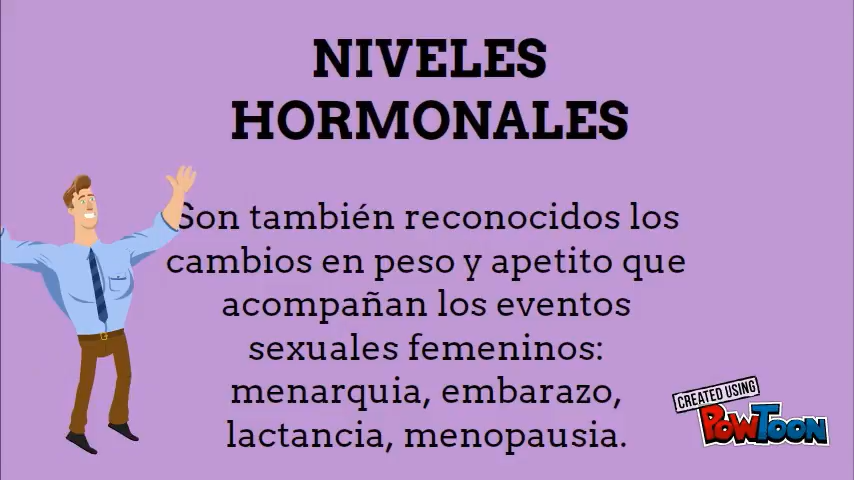 NIVELES
HORMONALES
Son también reconocidos los
cambios en peso y apetito que
acompañan los eventos
sexuales femeninos:
menarquia, embarazo,
lactancia, menopausia.
CREATED USING
POWTOON